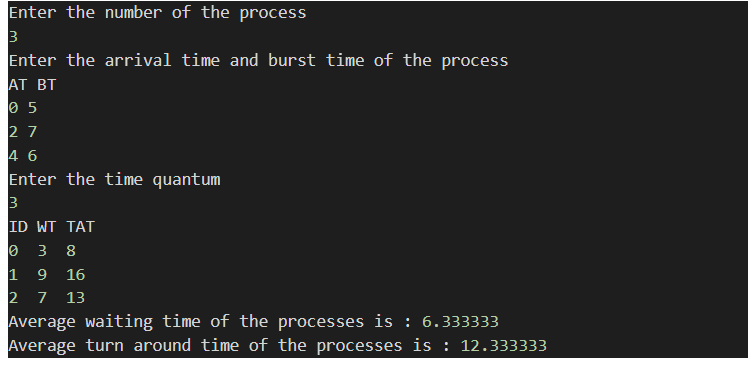 Enter the number of the process
3
Enter the arrival time and burst time of the process
AT BT
0 5
2 7
4 6
Enter the time quantum
3
ID WT TAT
0 3 8
1 9 16
2 7 13
Average waiting time of the processes is : 6.333333
Average turn around time of the processes is : 12.333333